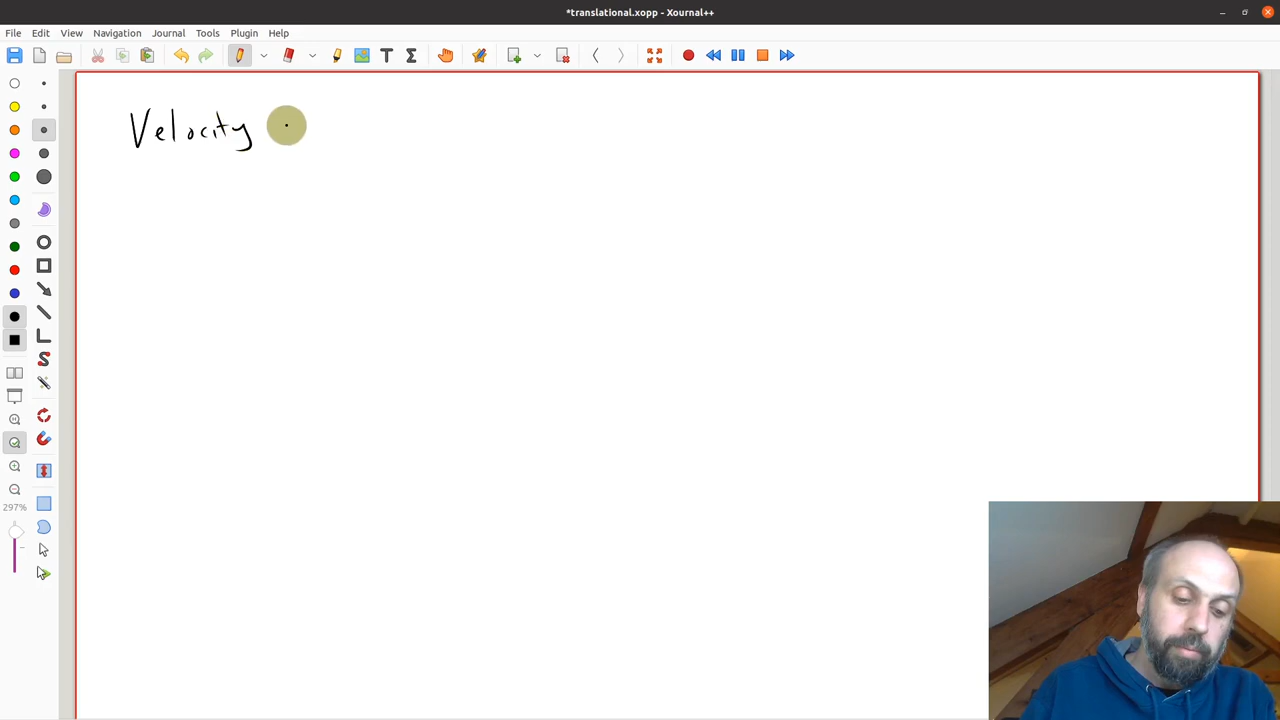 *translational.xopp - Xournal++
File Edit View Navigation Journal Tools Plugin Help
Velocity
297%